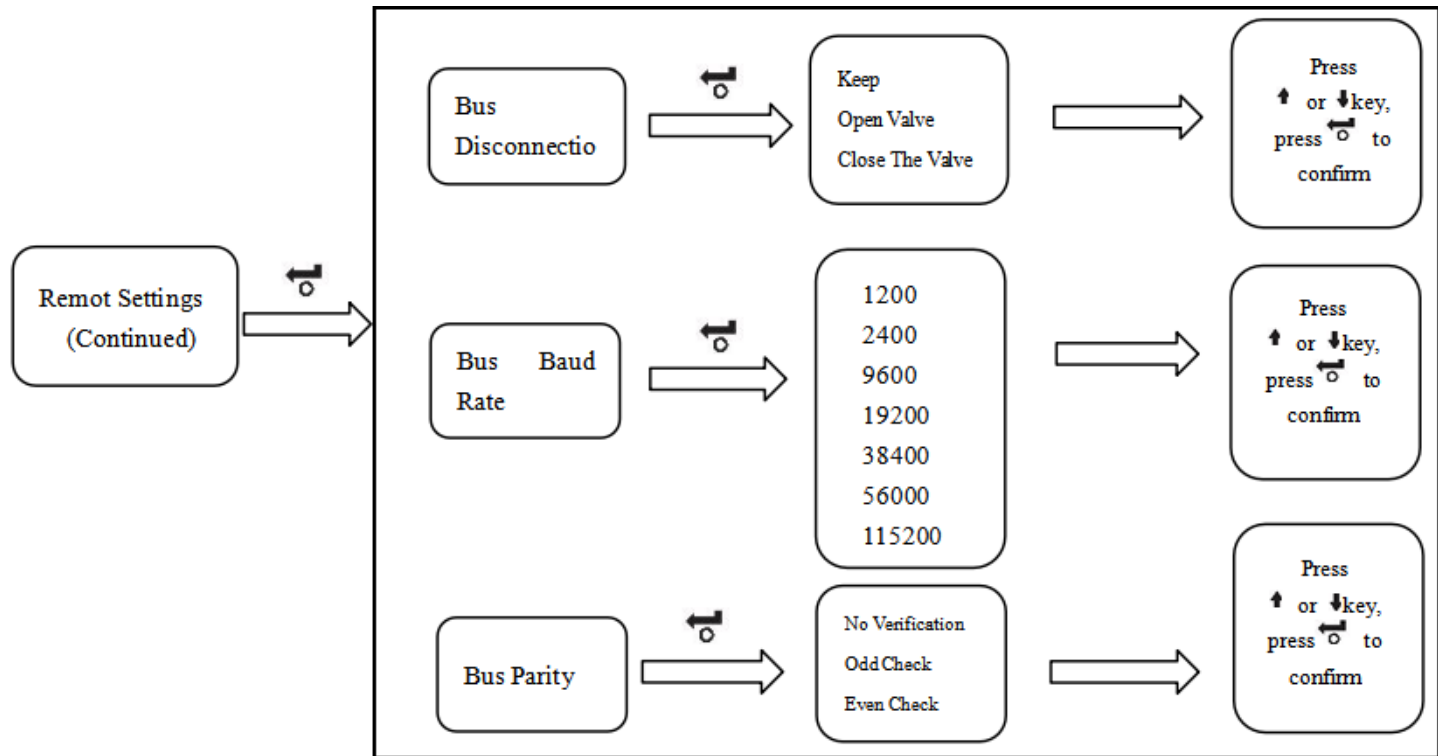 Remot Settings
(Continued)
Bus
Disconnectio
Keep
Open Valve
Close The Valve
Press
or key,
press to
confirm
Bus Baud
Rate
1200
2400
9600
19200
38400
56000
115200
Press
or key,
press to
confirm
Bus Parity
No Verification
Odd Check
Even Check
Press
or key,
press to
confirm